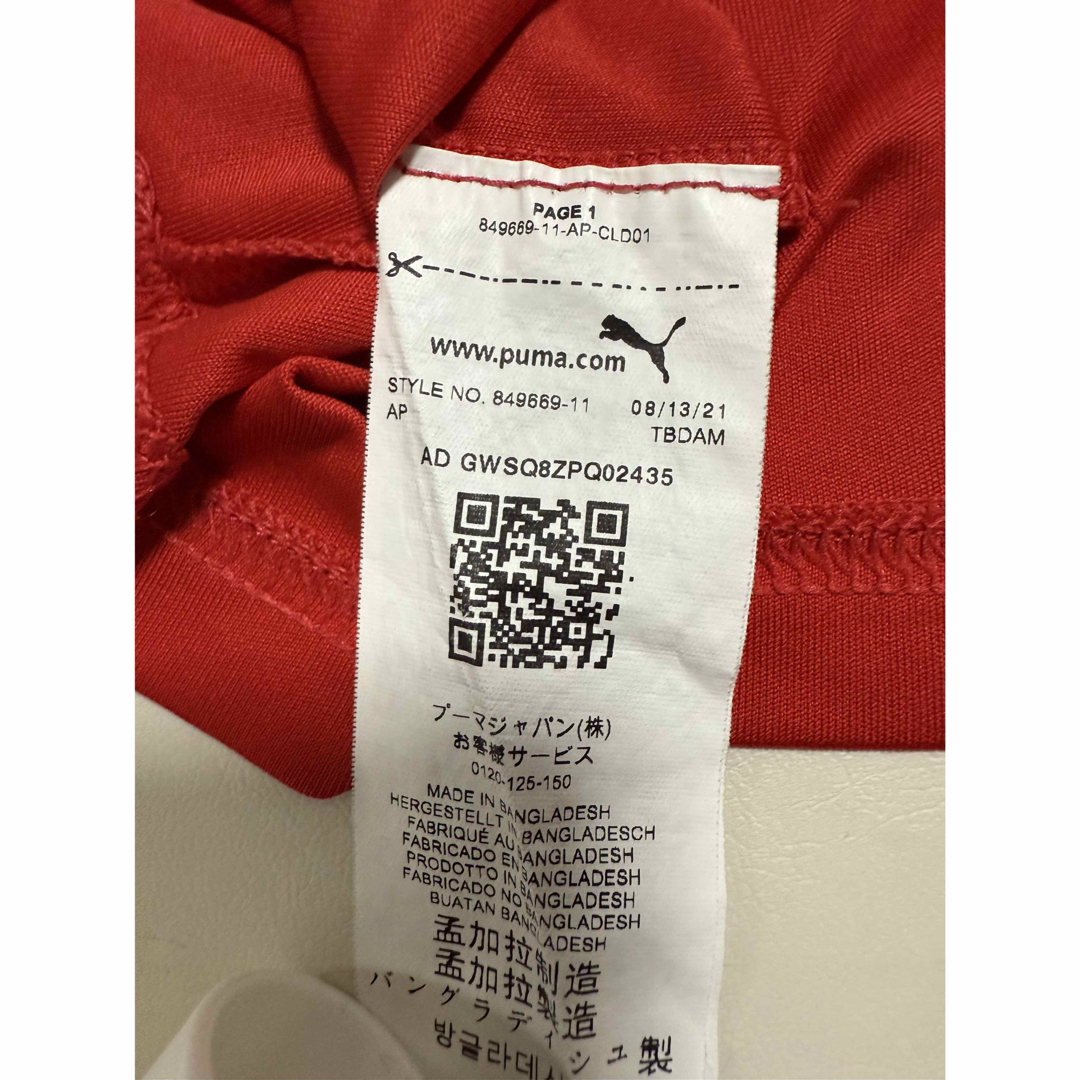 PAGE 1
849669-11-AP-CLD01
www.puma.com
STYLE NO. 849669-11 08/13/21
AP TBDAM
AD GWSQ8ZPQ02435
プーマジャパン(株)
お客様サービス
0120-125-150
MADE IN BANGLADESH
HERGESTELLT IN BANGLADESCH
FABRIQUÉ AU BANGLADESH
FABRICADO EN BANGLADESH
PRODOTTO IN BANGLADESH
FABRICADO NO BANGLADESH
BUATAN BANGLADESH
孟加拉制造
孟加拉製造
バングラディシュ製
방글라데시